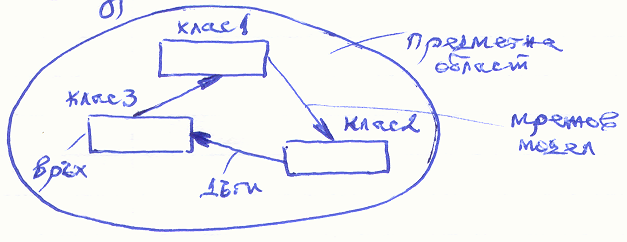 б)
клас1
Предметна
област
клас3
клас2
мрежов
модел
връх
дъги